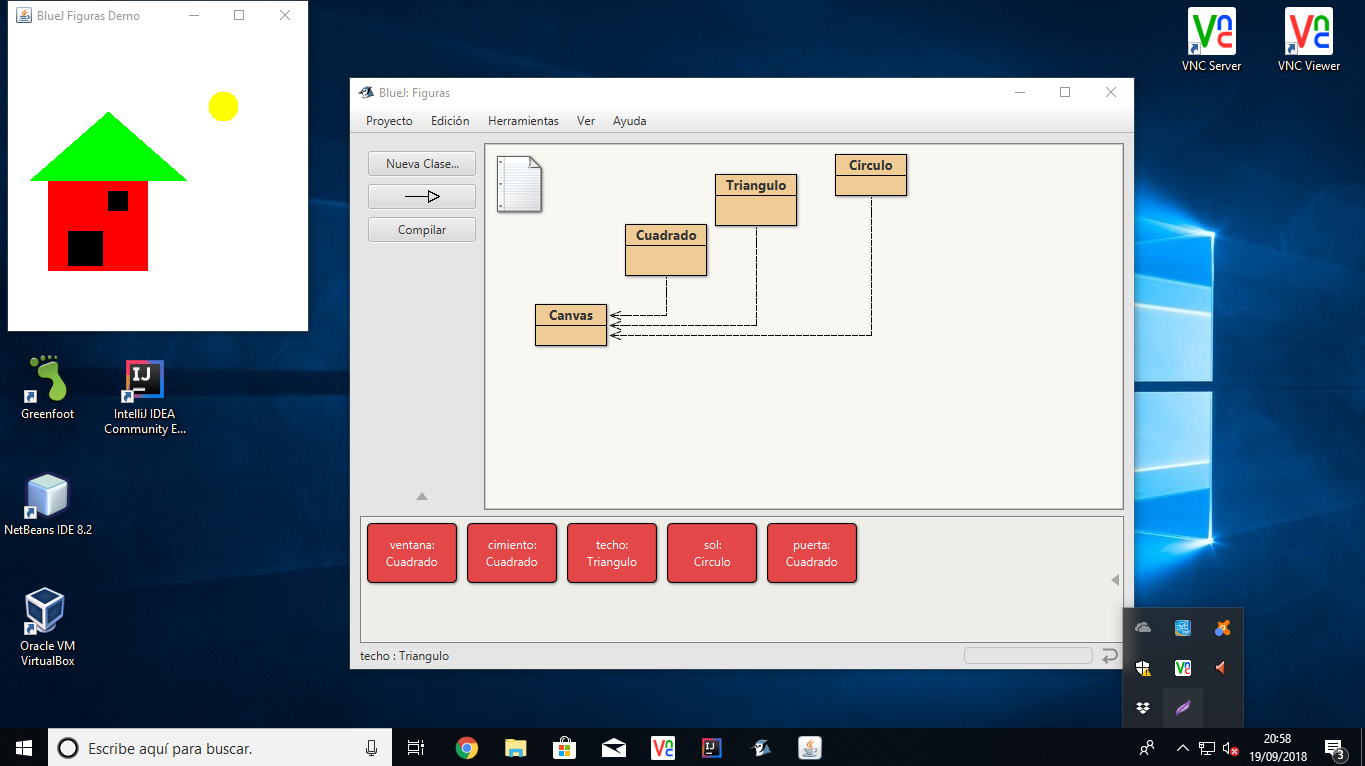 BlueJ Figuras Demo
VNC Server
VNC Viewer
BlueJ: Figuras
Proyecto Edición Herramientas Ver Ayuda
Nueva Clase...
Compilar
Circulo
Triangulo
Cuadrado
Canvas
Greenfoot
IntelliJ IDEA
Community E...
NetBeans IDE 8.2
Oracle VM
VirtualBox
ventana:
Cuadrado
cimiento:
Cuadrado
techo:
Triangulo
sol:
Circulo
puerta:
Cuadrado
techo : Triangulo
Escribe aquí para buscar.
20:58
19/09/2018
3